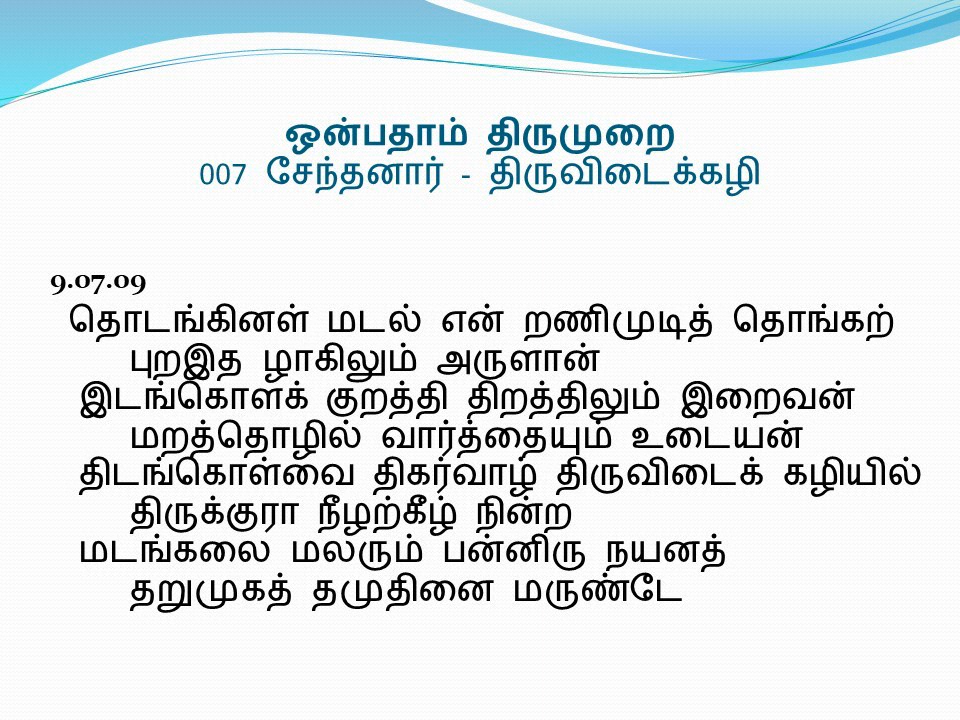 ஒன்பதாம் திருமுறை
007 சேந்தனார் - திருவிடைக்கழி
9.07.09
தொடங்கினள் மடல் என் றணிமுடித் தொங்கற்
புறஇத ழாகிலும் அருளான்
இடங்கொளக் குறத்தி திறத்திலும் இறைவன்
மறத்தொழில் வார்த்தையும் உடையன்
திடங்கொள்வை திகர்வாழ் திருவிடைக் கழியில்
திருக்குரா நீழற்கீழ் நின்ற
மடங்கலை மலரும் பன்னிரு நயனத்
தறுமுகத் தமுதினை மருண்டே